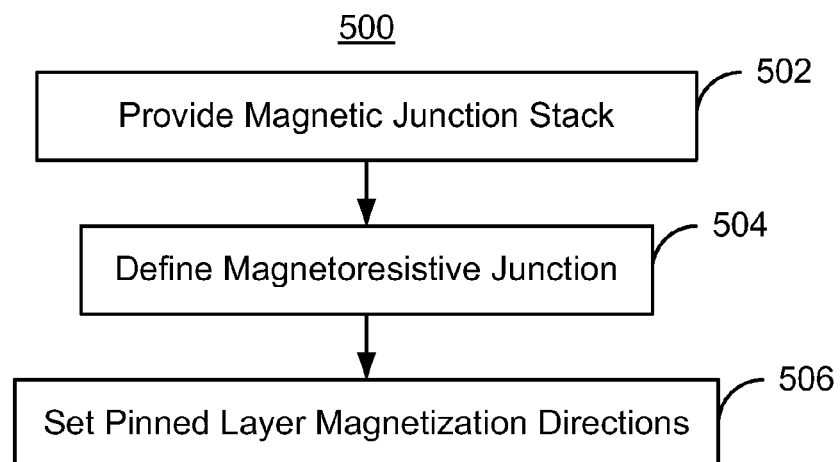 500
Provide Magnetic Junction Stack
502
Define Magnetoresistive Junction
504
Set Pinned Layer Magnetization Directions
506